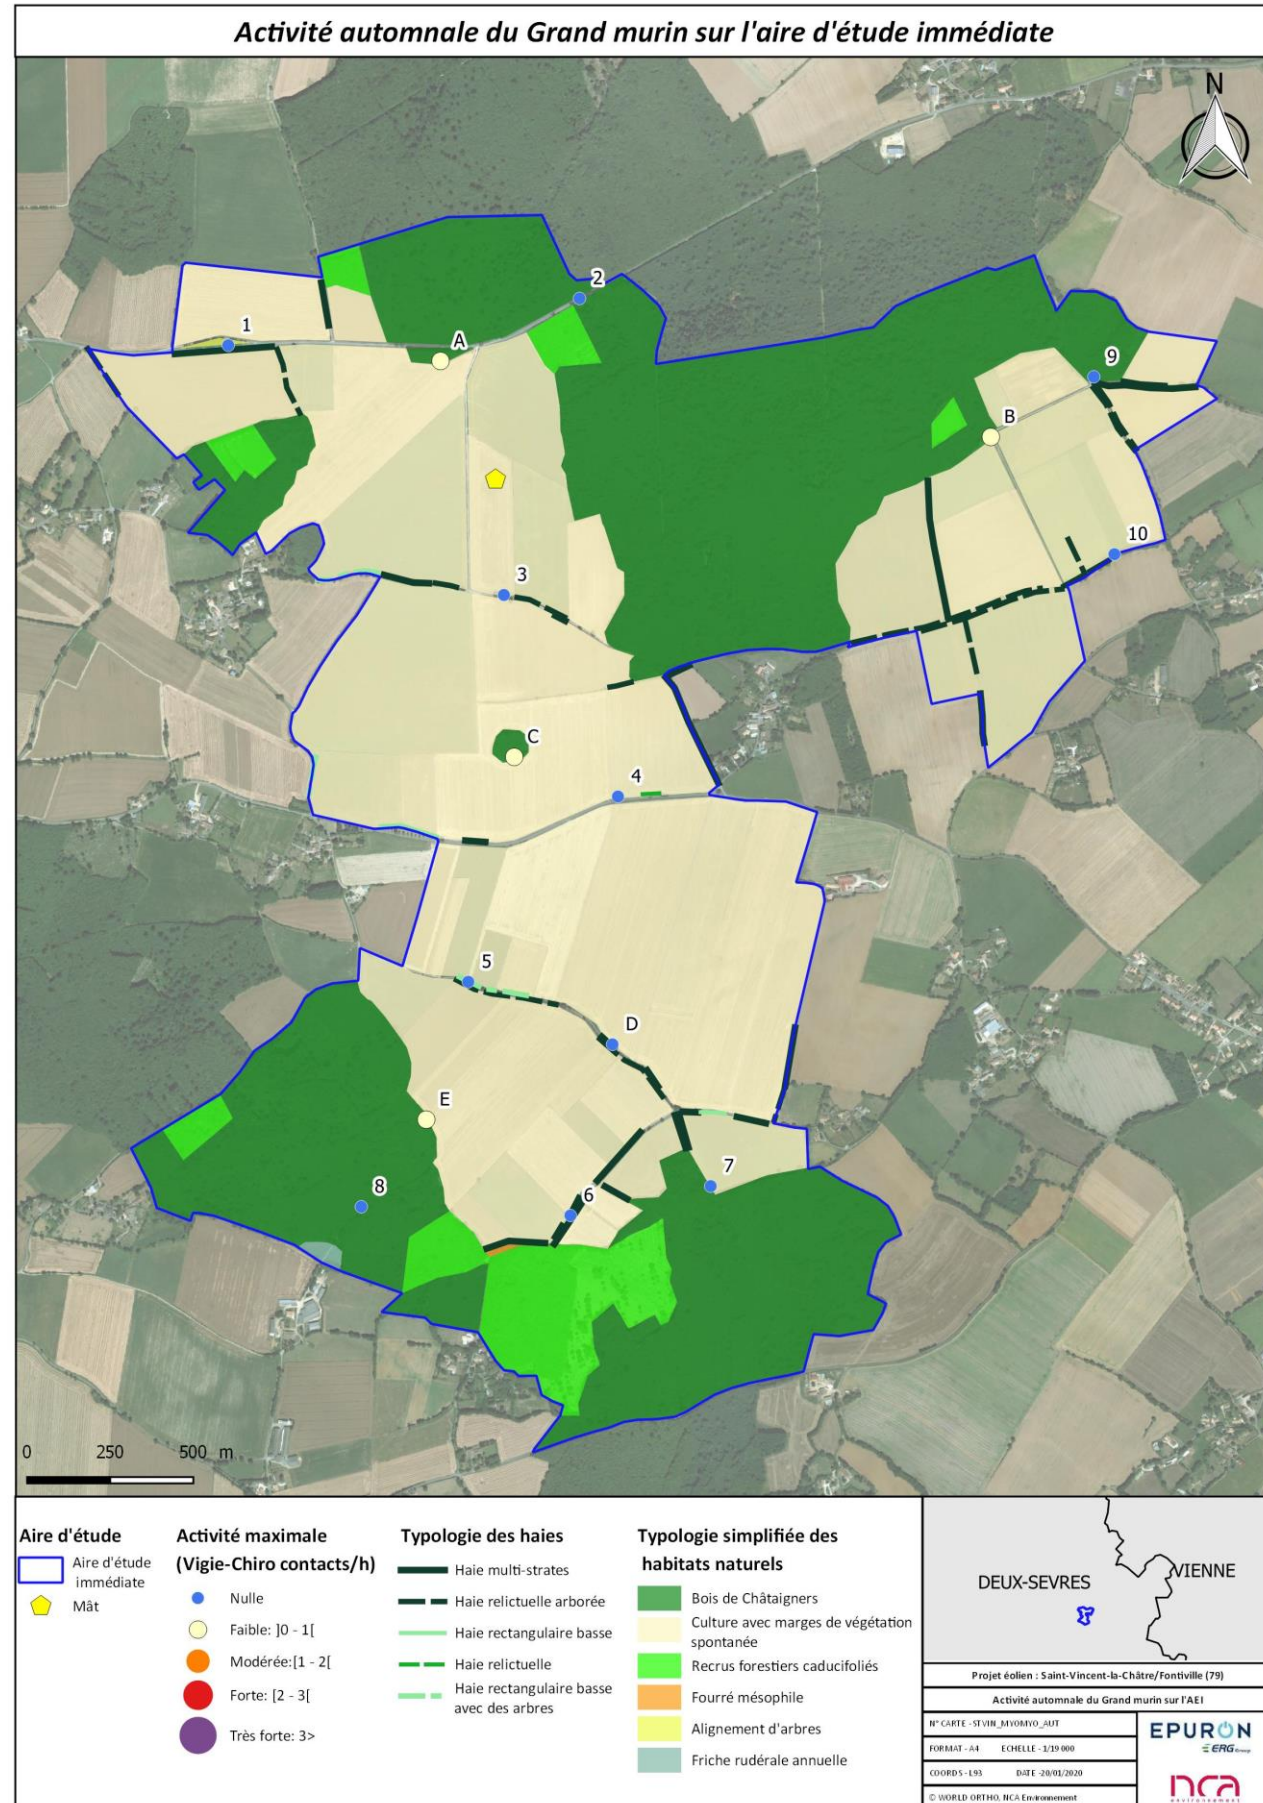 Activité automnale du Grand murin sur l'aire d'étude immédiate
N
2
1
A
9
B
10
3
C
4
5
D
E
7
8
6
0 250 500 m
Aire d'étude
Aire d'étude
immédiate
Mât
Activité maximale
(Vigie-Chiro contacts/h)
Nulle
Faible: ]0 - 1[
Modérée:[1 - 2[
Forte: [2 - 3[
Très forte: 3>
Typologie des haies
Haie multi-strates
Haie relictuelle arborée
Haie rectangulaire basse
Haie relictuelle
Haie rectangulaire basse
avec des arbres
Typologie simplifiée des
habitats naturels
Bois de Châtaigners
Culture avec marges de végétation
spontanée
Recrus forestiers caducifoliés
Fourré mésophile
Alignement d'arbres
Friche rudérale annuelle
DEUX-SEVRES
VIENNE
Projet éolien : Saint-Vincent-la-Châtre/Fontiville (79)
Activité automnale du Grand murin sur l'AEI
N° CARTE - STVIN_MYOMYO_AUT
FORMAT - A4 ECHELLE - 1/19 000
COORDS - L93 DATE -20/01/2020
© WORLD ORTHO, NCA Environnement
EPURON
ERG Group
nca
environnement